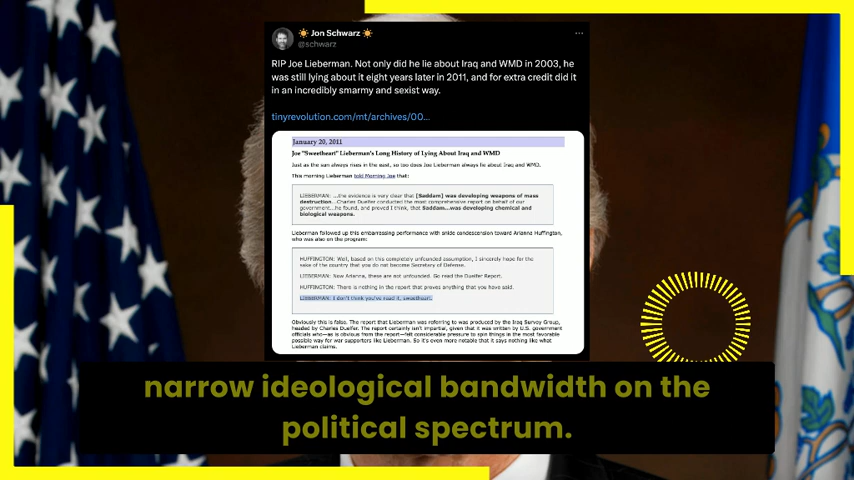 Jon Schwarz
@schwarz
RIP Joe Lieberman. Not only did he lie about Iraq and WMD in 2003, he
was still lying about it eight years later in 2011, and for extra credit did it
in an incredibly smarmy and sexist way.
tinyrevolution.com/mt/archives/00...
January 20, 2011
Joe "Sweetheart" Lieberman's Long History of Lying About Iraq and WMD
Just as the sun always rises in the east, so too does Joe Lieberman always lie about Iraq and WMD.
This morning Lieberman told Morning Joe that:
LIEBERMAN: ...the evidence is very clear that [Saddam] was developing weapons of mass
destruction...Charles Duelfer conducted the most comprehensive report on behalf of our
government...he found, and proved I think, that Saddam...was developing chemical and
biological weapons.
Lieberman followed up this embarrassing performance with snide condescension toward Arianna Huffington,
who was also on the program:
HUFFINGTON: Well, based on this completely unfounded assumption, I sincerely hope for the
sake of the country that you do not become Secretary of Defense.
LIEBERMAN: Now Arianna, these are not unfounded. Go read the Duelfer Report.
HUFFINGTON: There is nothing in the report that proves anything that you have said.
LIEBERMAN: I don't think you've read it, sweetheart.
Obviously this is false. The report that Lieberman was referring to was produced by the Iraq Survey Group,
headed by Charles Duelfer. The report certainly isn't impartial, given that it was written by U.S. government
officials who—as is obvious from the report—felt considerable pressure to spin things in the most favorable
possible way for war supporters like Lieberman. So it's even more notable that it says nothing like what
Lieberman claims.
narrow ideological bandwidth on the
political spectrum.